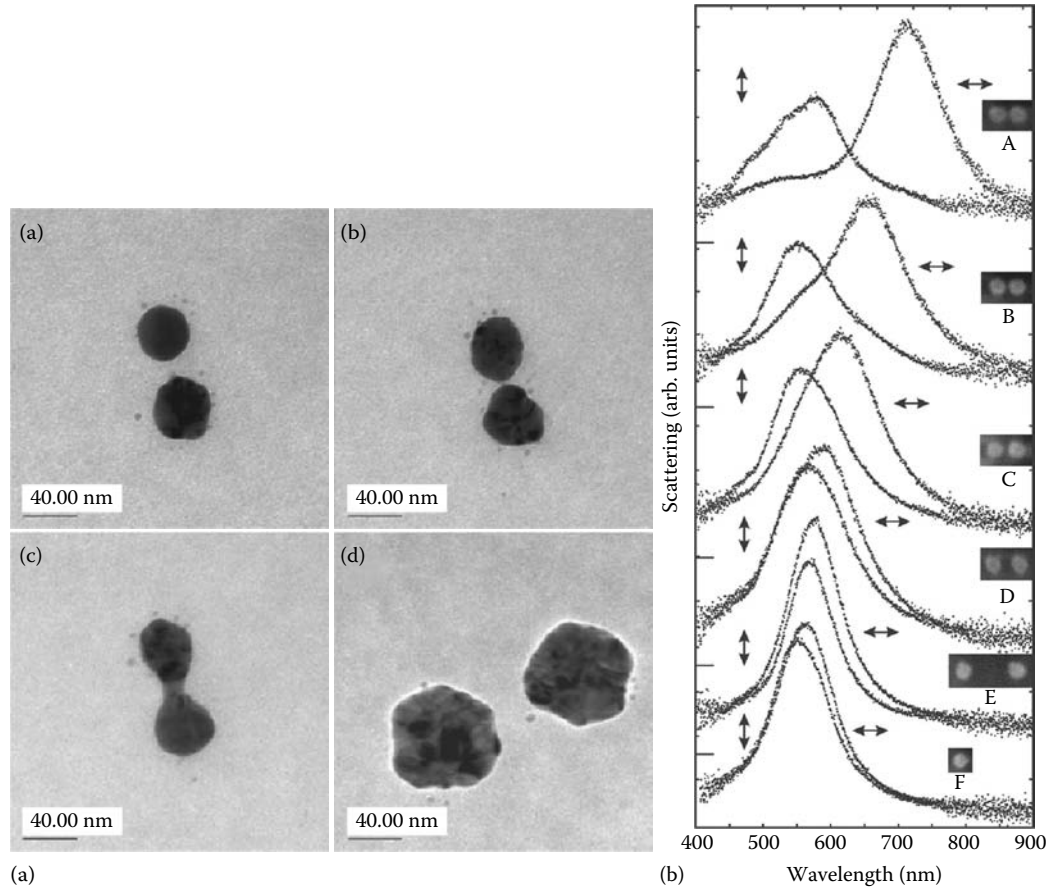 (a)
(b)
40.00 nm
40.00 nm
(c)
(d)
40.00 nm
40.00 nm
(a)
Scattering (arb. units)
A
B
C
D
E
F
400 500 600 700 800 900
(b)
Wavelength (nm)